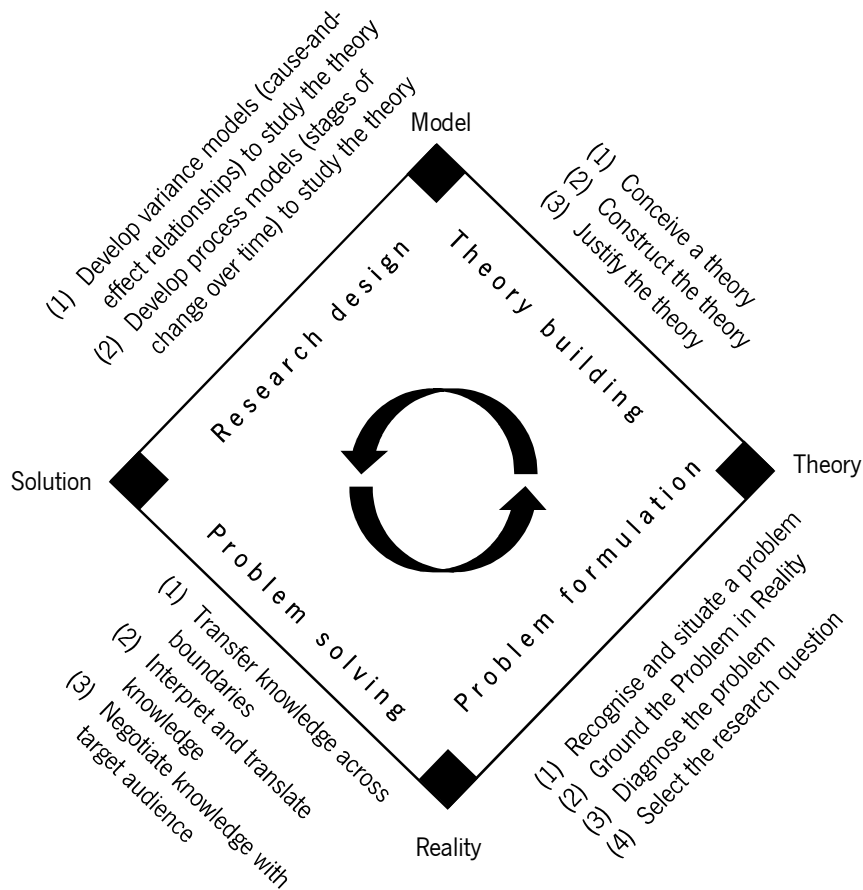 Model
(1) Develop variance models (cause-and-
effect relationships) to study the theory
(2) Develop process models (stages of
change over time) to study the theory
(1) Conceive a theory
(2) Construct the theory
(3) Justify the theory
Research design
Theory building
Solution
Theory
Problem solving
Problem formulation
(1) Transfer knowledge across
boundaries
(2) Interpret and translate
knowledge
(3) Negotiate knowledge with
target audience
(1) Recognise and situate a problem
(2) Ground the Problem in Reality
(3) Diagnose the problem
(4) Select the research question
Reality